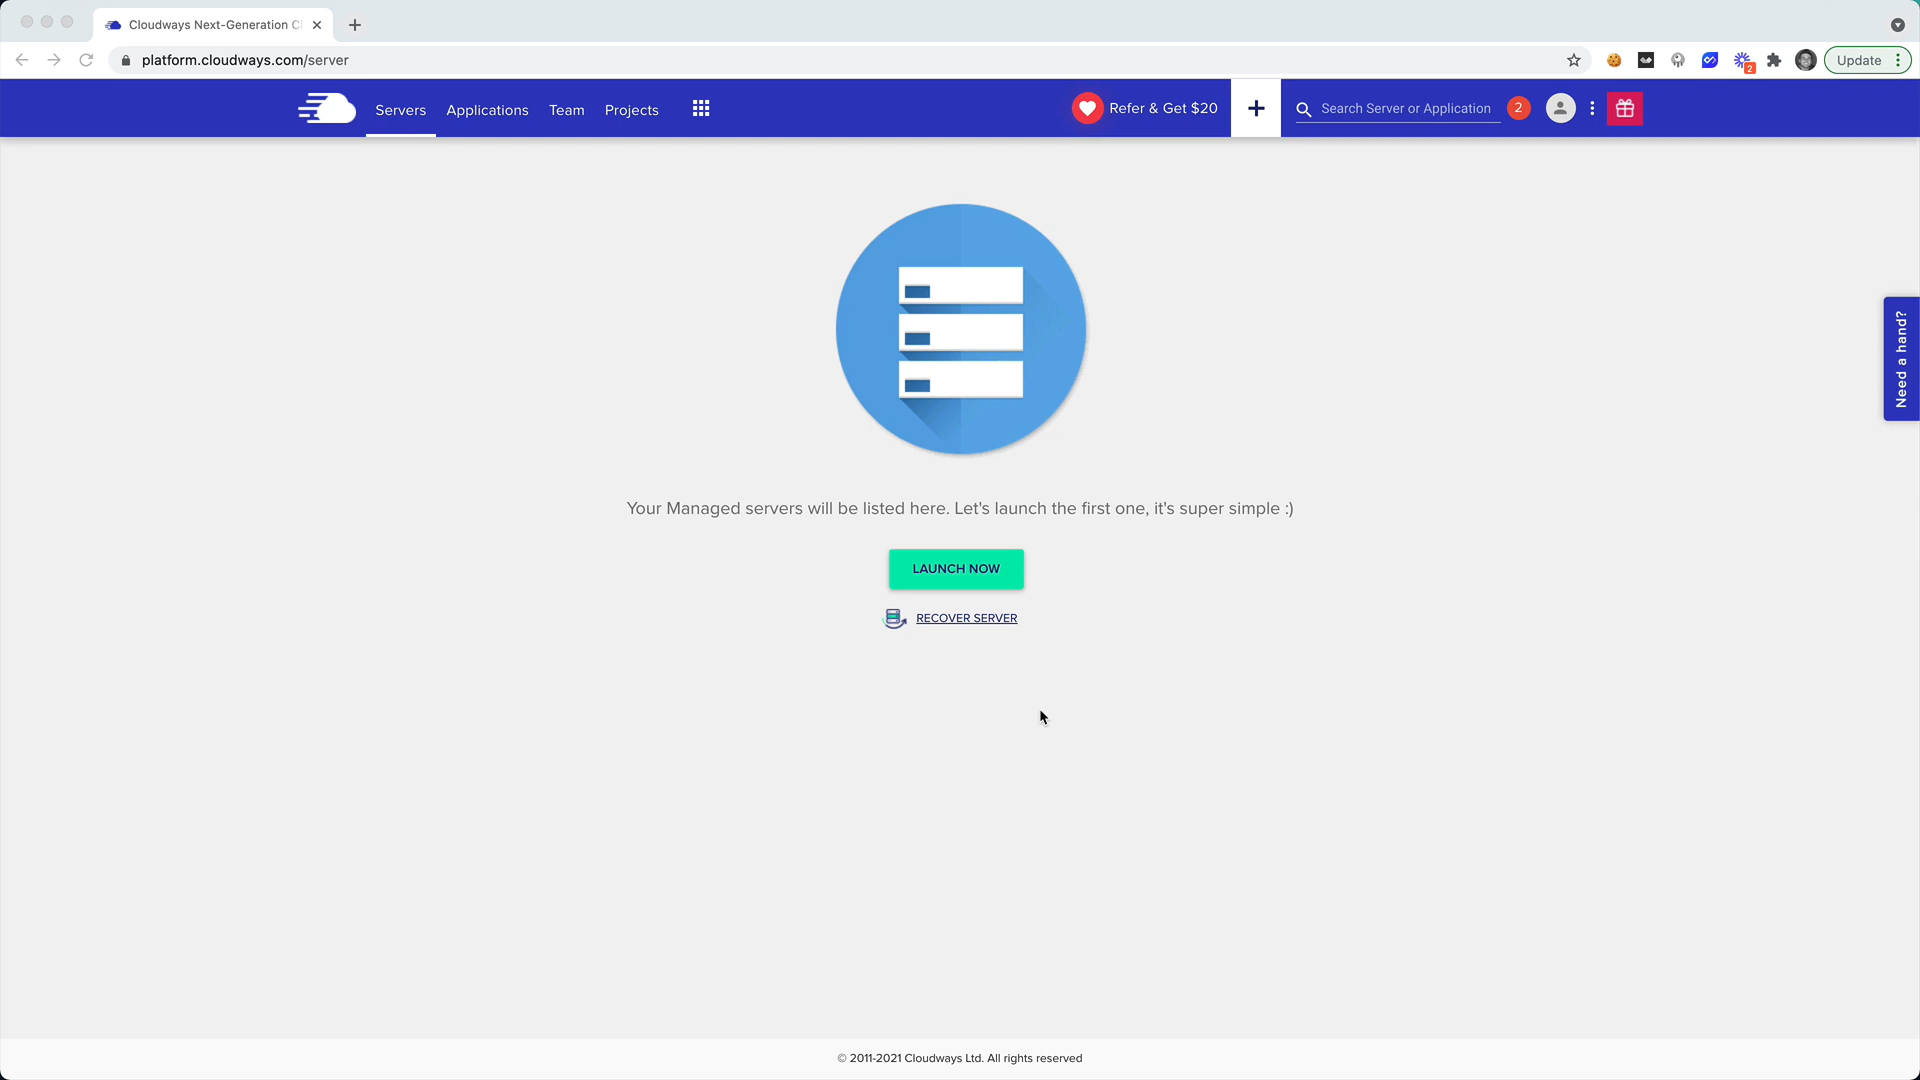 Cloudways Next-Generation C
platform.cloudways.com/server
2
Update
Servers
Applications
Team
Projects
Refer & Get $20
Search Server or Application
2
Need a hand?
Your Managed servers will be listed here. Let's launch the first one, it's super simple :)
LAUNCH NOW
RECOVER SERVER
© 2011-2021 Cloudways Ltd. All rights reserved